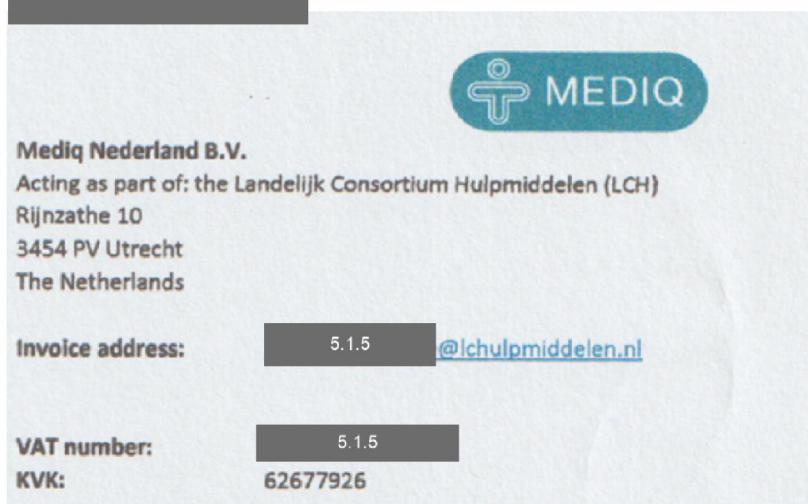 MEDIQ
Mediq Nederland B.V.
Acting as part of: the Landelijk Consortium Hulpmiddelen (LCH)
Rijnzathe 10
3454 PV Utrecht
The Netherlands
Invoice address: 5.1.5 @lchulpmiddelen.nl
VAT number: 5.1.5
KVK: 62677926